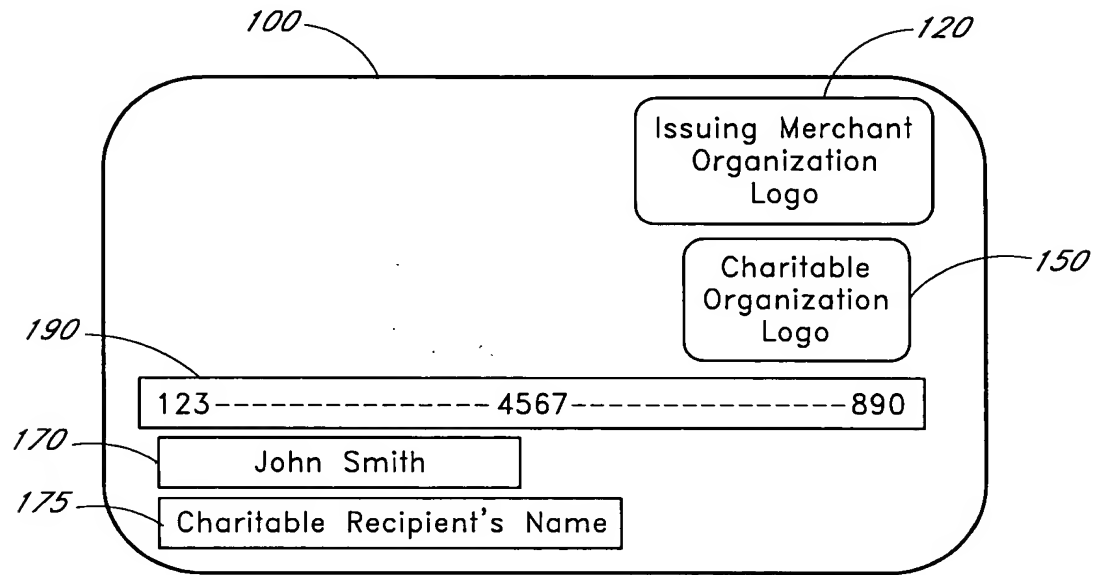 100
120
Issuing Merchant
Organization
Logo
Charitable
Organization
Logo
150
190
123---------------4567---------------890
170
John Smith
175
Charitable Recipient's Name